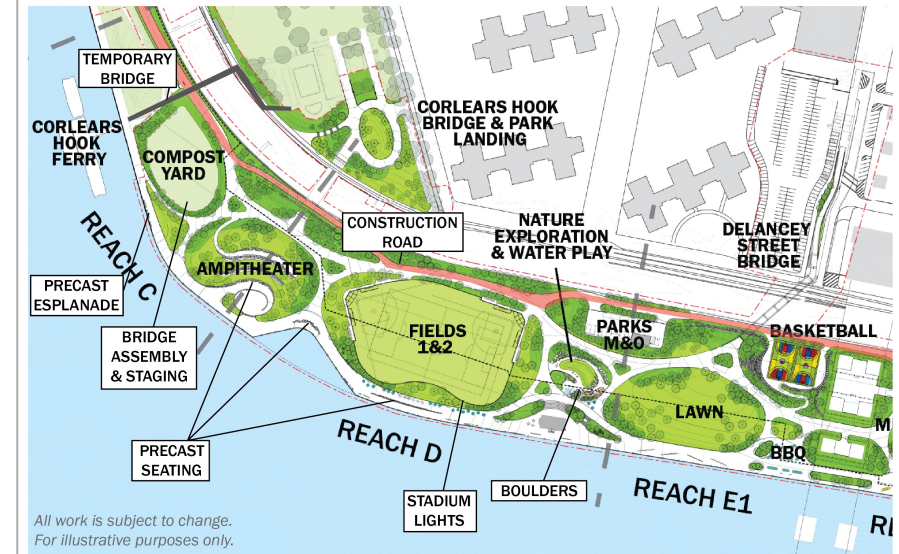 TEMPORARY
BRIDGE
CORLEARS
HOOK
FERRY
COMPOST
YARD
CORLEARS HOOK
BRIDGE & PARK
LANDING
REACH C
CONSTRUCTION
ROAD
NATURE
EXPLORATION
& WATER PLAY
DELANCEY
STREET
BRIDGE
AMPITHEATER
PRECAST
ESPLANADE
BRIDGE
ASSEMBLY
& STAGING
FIELDS
1&2
PARKS
M&O
BASKETBALL
LAWN
M
BBQ
PRECAST
SEATING
REACH D
STADIUM
LIGHTS
BOULDERS
REACH E1
All work is subject to change.
For illustrative purposes only.